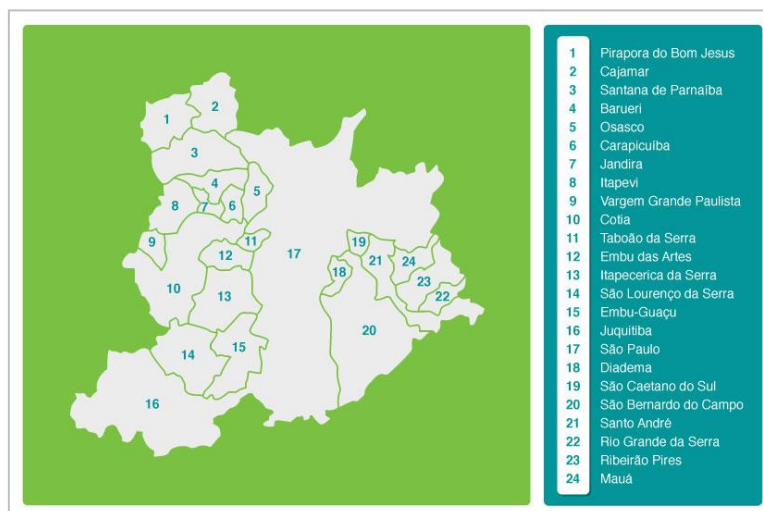 1 Pirapora do Bom Jesus
2 Cajamar
3 Santana de Parnaíba
4 Barueri
5 Osasco
6 Carapicuíba
7 Jandira
8 Itapevi
9 Vargem Grande Paulista
10 Cotia
11 Taboão da Serra
12 Embu das Artes
13 Itapecerica da Serra
14 São Lourenço da Serra
15 Embu-Guaçu
16 Juquitiba
17 São Paulo
18 Diadema
19 São Caetano do Sul
20 São Bernardo do Campo
21 Santo André
22 Rio Grande da Serra
23 Ribeirão Pires
24 Mauá
2
1
3
4
5
8
7
6
9
11
19
12
17
21
24
18
23
10
13
22
20
15
14
16